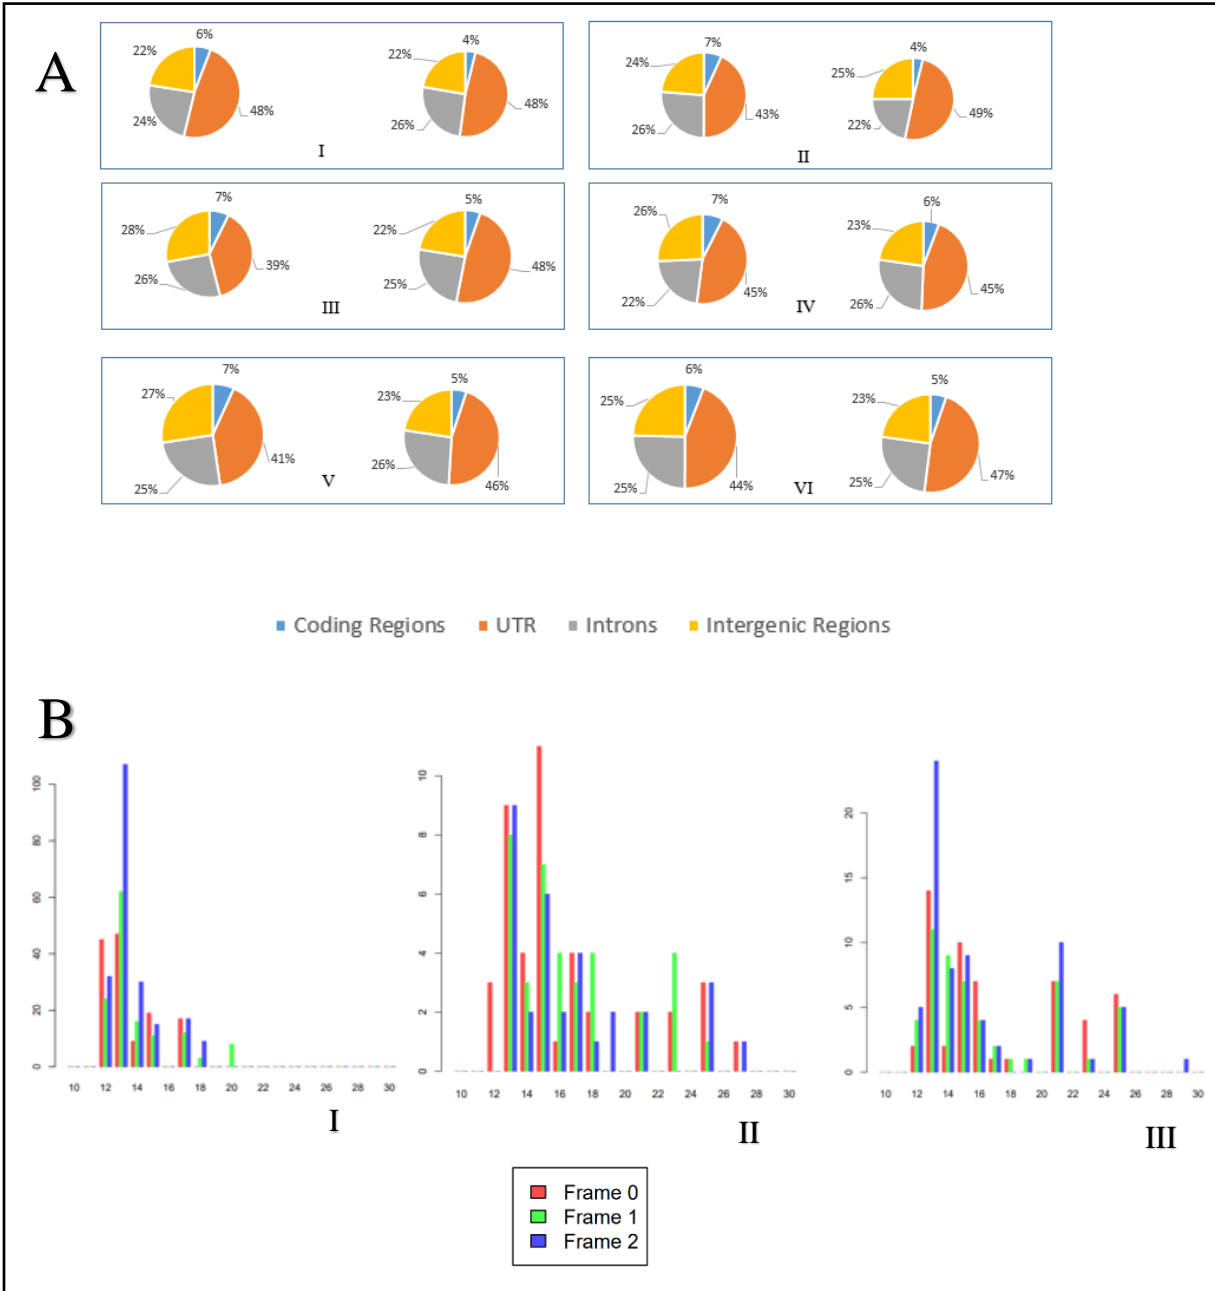 A
6% 4% 7% 4%
22% 22% 24% 25%
48% 48% 43% 49%
24% 26% 26% 22%
I II
7% 5% 7% 6%
28% 22% 26% 23%
39% 48% 45% 45%
26% 25% 22% 26%
III IV
7% 5% 6% 5%
27% 23% 25% 23%
41% 46% 44% 47%
25% 26% 25% 25%
V VI
Coding Regions UTR Introns Intergenic Regions
B
100
80
60
40
20
0
10 12 14 16 18 20 22 24 26 28 30
I
10
8
6
4
2
0
10 12 14 16 18 20 22 24 26 28 30
II
20
15
10
5
0
10 12 14 16 18 20 22 24 26 28 30
III
Frame 0
Frame 1
Frame 2